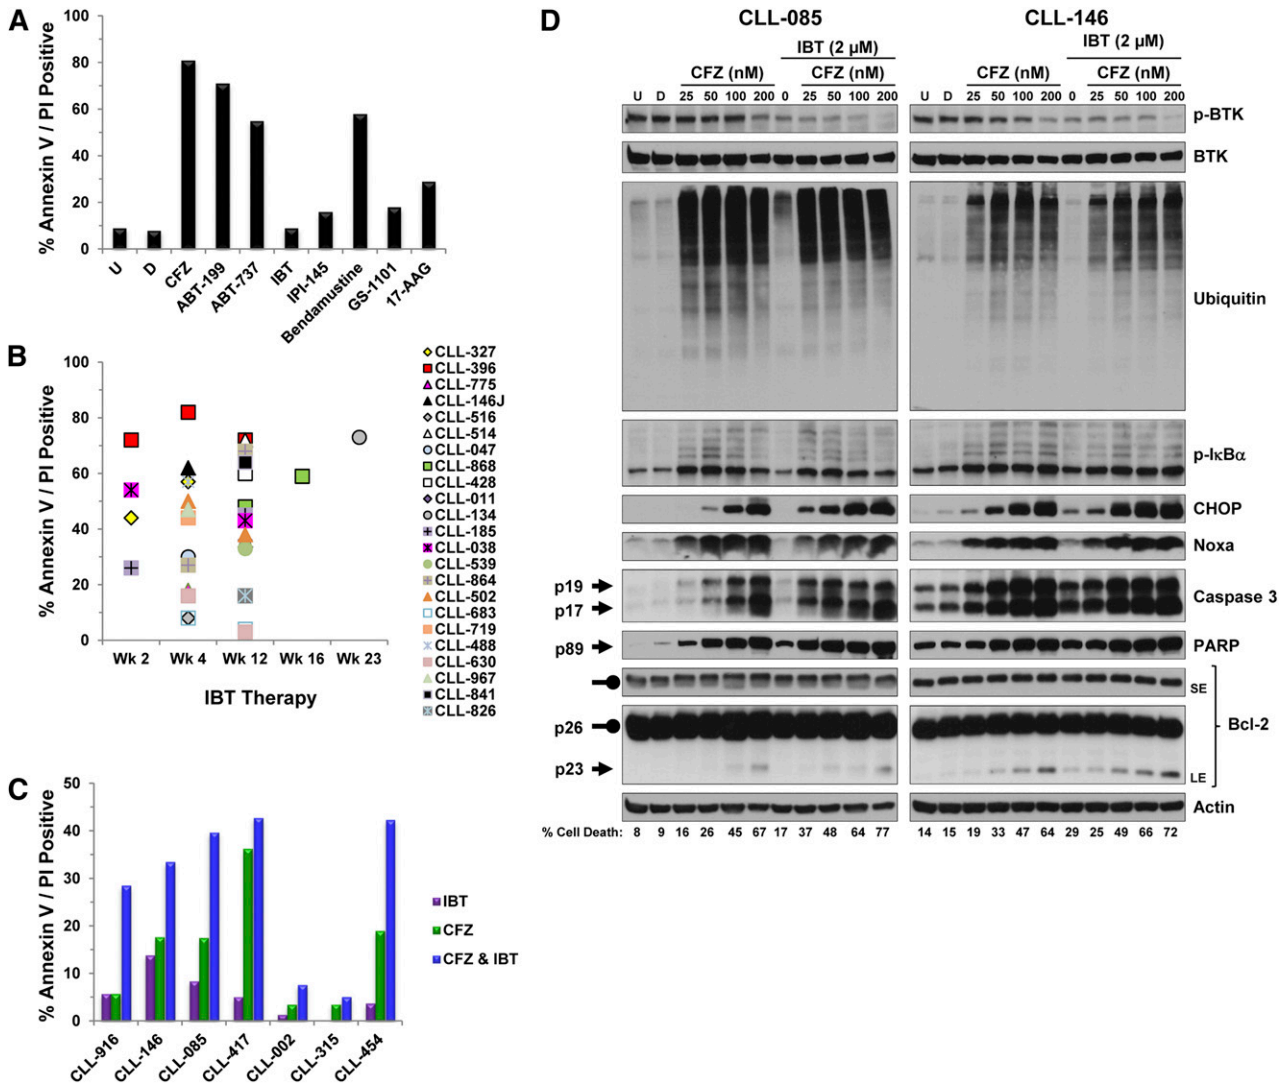 A
% Annexin V / PI Positive
100
80
60
40
20
0
U
D
CFZ
ABT-199
ABT-737
IBT
IPI-145
Bendamustine
GS-1101
17-AAG
B
% Annexin V / PI Positive
100
80
60
40
20
0
Wk 2 Wk 4 Wk 12 Wk 16 Wk 23
IBT Therapy
CLL-327
CLL-396
CLL-775
CLL-146J
CLL-516
CLL-514
CLL-047
CLL-868
CLL-428
CLL-011
CLL-134
CLL-185
CLL-038
CLL-539
CLL-864
CLL-502
CLL-683
CLL-719
CLL-488
CLL-630
CLL-967
CLL-841
CLL-826
C
% Annexin V / PI Positive
50
40
30
20
10
0
CLL-916
CLL-146
CLL-085
CLL-417
CLL-002
CLL-315
CLL-454
IBT
CFZ
CFZ & IBT
D
CLL-085 CLL-146
IBT (2 µM) IBT (2 µM)
CFZ (nM) CFZ (nM) CFZ (nM) CFZ (nM)
U D 25 50 100 200 0 25 50 100 200 U D 25 50 100 200 0 25 50 100 200
p-BTK
BTK
Ubiquitin
p-IκBα
CHOP
Noxa
p19
p17
Caspase 3
p89
PARP
SE
p26
Bcl-2
p23
LE
Actin
% Cell Death: 8 9 16 26 45 67 17 37 48 64 77 14 15 19 33 47 64 29 25 49 66 72